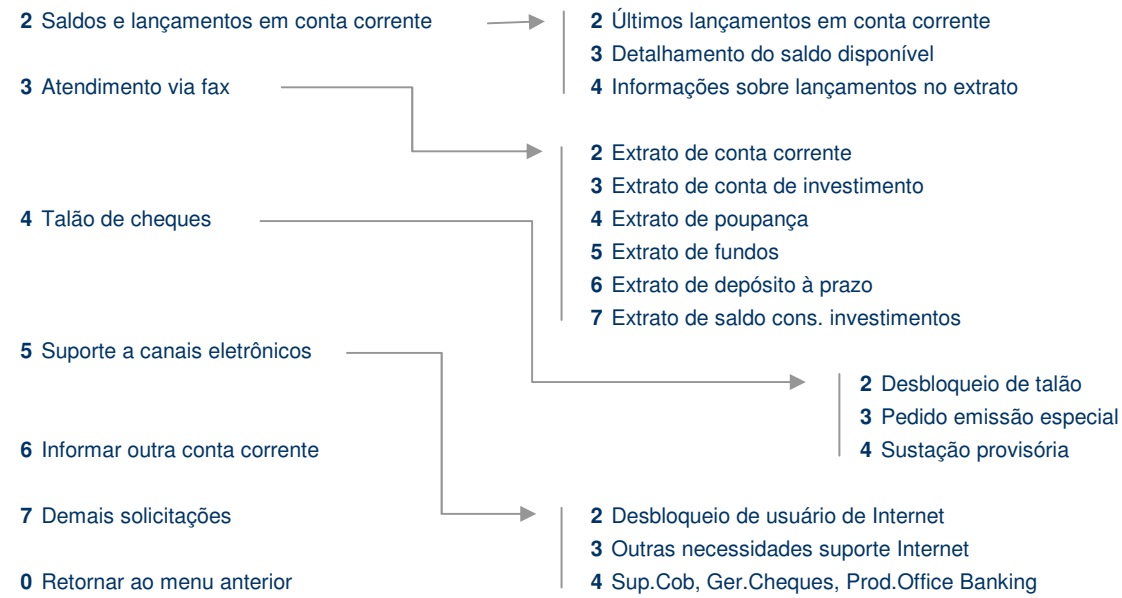 2 Saldos e lançamentos em conta corrente
2 Últimos lançamentos em conta corrente
3 Detalhamento do saldo disponível
4 Informações sobre lançamentos no extrato
3 Atendimento via fax
2 Extrato de conta corrente
3 Extrato de conta de investimento
4 Extrato de poupança
5 Extrato de fundos
6 Extrato de depósito à prazo
7 Extrato de saldo cons. investimentos
4 Talão de cheques
2 Desbloqueio de talão
3 Pedido emissão especial
4 Sustação provisória
5 Suporte a canais eletrônicos
2 Desbloqueio de usuário de Internet
3 Outras necessidades suporte Internet
4 Sup.Cob, Ger.Cheques, Prod.Office Banking
6 Informar outra conta corrente
7 Demais solicitações
0 Retornar ao menu anterior